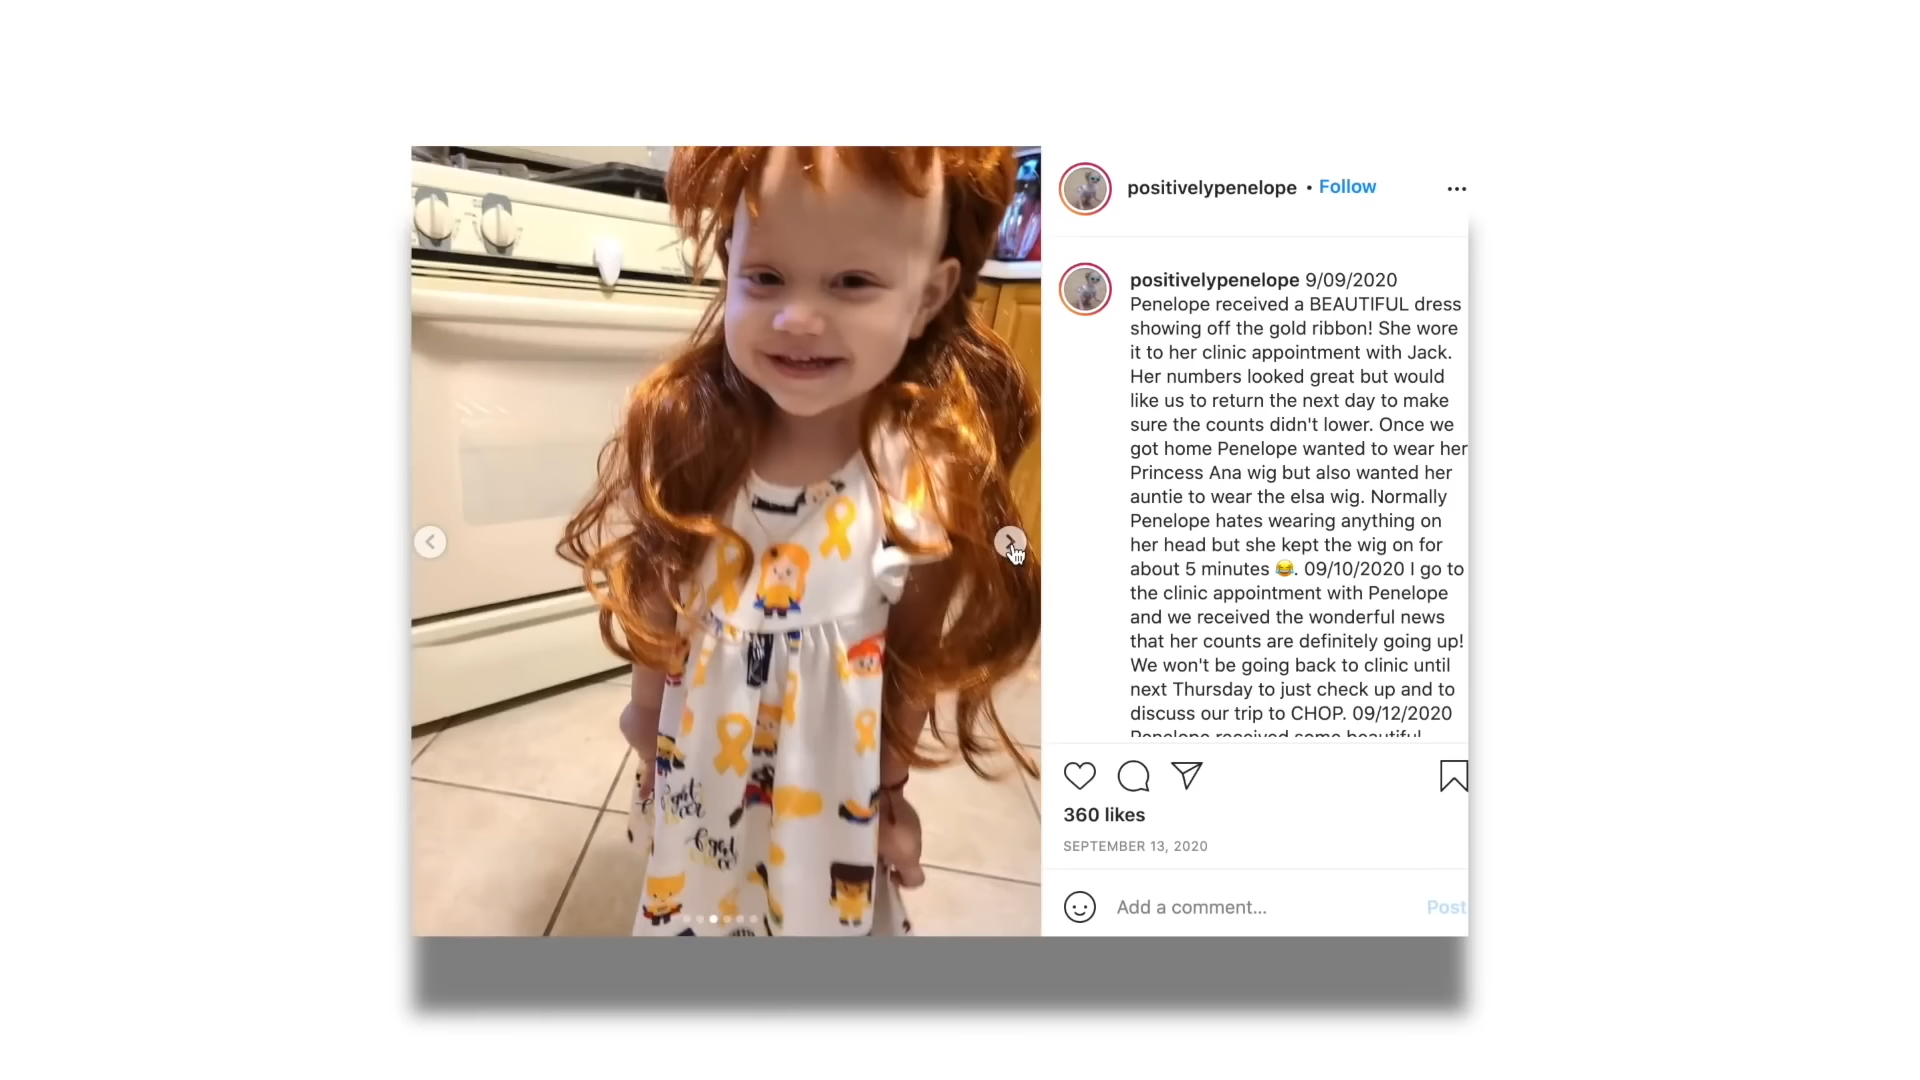 positivelypenelope • Follow
positivelypenelope 9/09/2020
Penelope received a BEAUTIFUL dress
showing off the gold ribbon! She wore
it to her clinic appointment with Jack.
Her numbers looked great but would
like us to return the next day to make
sure the counts didn't lower. Once we
got home Penelope wanted to wear her
Princess Ana wig but also wanted her
auntie to wear the elsa wig. Normally
Penelope hates wearing anything on
her head but she kept the wig on for
about 5 minutes 😂. 09/10/2020 I go to
the clinic appointment with Penelope
and we received the wonderful news
that her counts are definitely going up!
We won't be going back to clinic until
next Thursday to just check up and to
discuss our trip to CHOP. 09/12/2020
Penelope received some beautiful
360 likes
SEPTEMBER 13, 2020
Add a comment...
Post